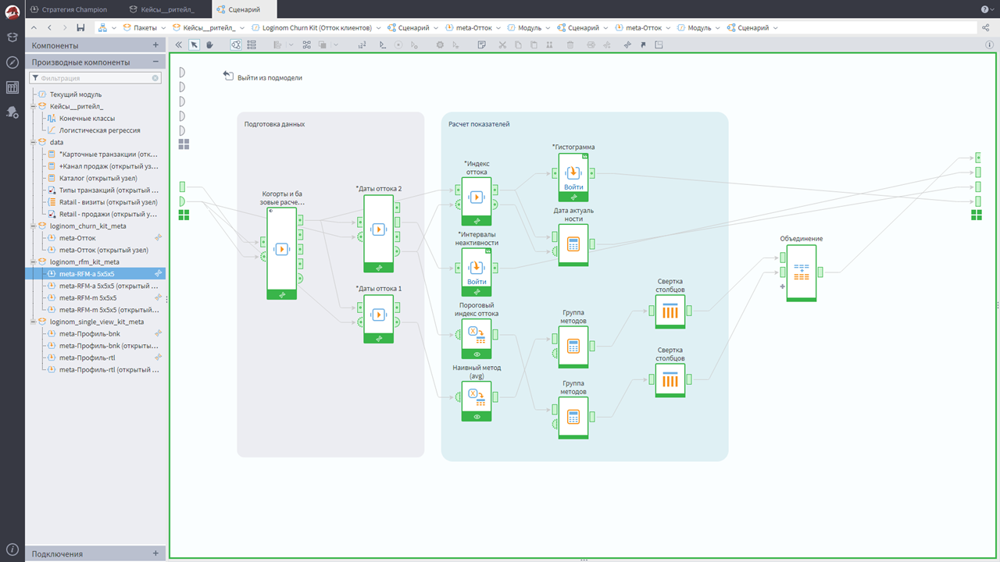 Стратегия Champion
Кейсы__ритейл_
Сценарий
Пакеты
Кейсы__ритейл_
Loginom Churn Kit (Отток клиентов)
Сценарий
meta-Отток
Модуль
Сценарий
meta-Отток
Модуль
Сценарий
Компоненты
Производные компоненты
Фильтрация
Текущий модуль
Кейсы__ритейл_
Конечные классы
Логистическая регрессия
data
*Карточные транзакции (отк...
+Канал продаж (открытый уз...
Каталог (открытый узел)
Типы транзакций (открытый ...
Ratail - визиты (открытый узел)
Retail - продажи (открытый у...
loginom_churn_kit_meta
meta-Отток
meta-Отток (открытый узел)
loginom_rfm_kit_meta
meta-RFM-a 5x5x5
meta-RFM-a 5x5x5 (открытый ...
meta-RFM-m 5x5x5
meta-RFM-m 5x5x5 (открытый...
loginom_single_view_kit_meta
meta-Профиль-bnk
meta-Профиль-bnk (открыты...
meta-Профиль-rtl
meta-Профиль-rtl (открытый ...
Подключения
Выйти из подмодели
Подготовка данных
Когорты и ба
зовые расче...
*Даты оттока 2
*Даты оттока 1
Расчет показателей
*Индекс
оттока
*Интервалы
неактивности
Войти
Пороговый
индекс оттока
Наивный метод
(avg)
*Гистограмма
Войти
Дата актуаль
ности
Группа
методов
Группа
методов
Свертка
столбцов
Свертка
столбцов
Объединение